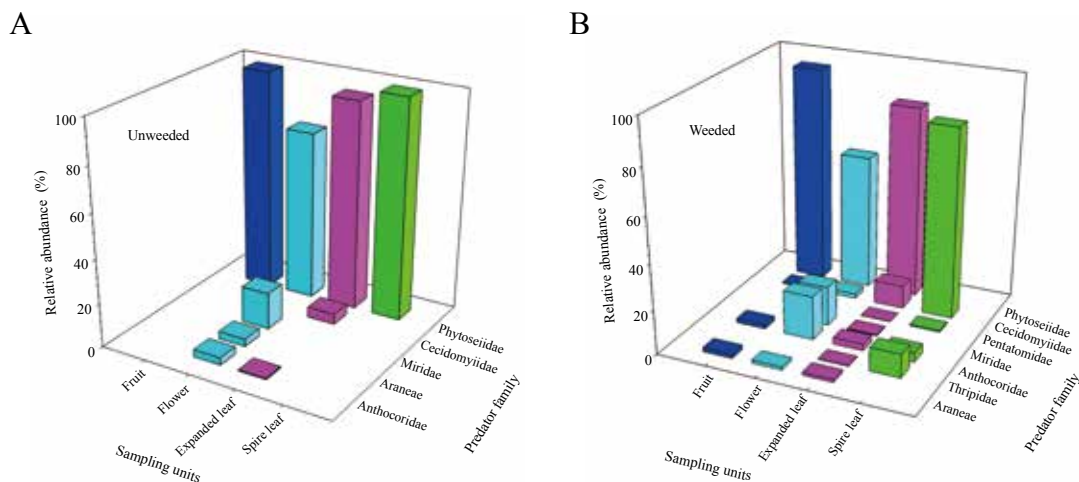 A
Unweeded
Relative abundance (%)
100
80
60
40
20
0
Fruit
Flower
Expanded leaf
Spire leaf
Sampling units
Phytoseiidae
Cecidomyiidae
Miridae
Araneae
Anthocoridae
Predator family
B
Weeded
Relative abundance (%)
100
80
60
40
20
0
Fruit
Flower
Expanded leaf
Spire leaf
Sampling units
Phytoseiidae
Cecidomyiidae
Pentatomidae
Miridae
Anthocoridae
Thripidae
Araneae
Predator family